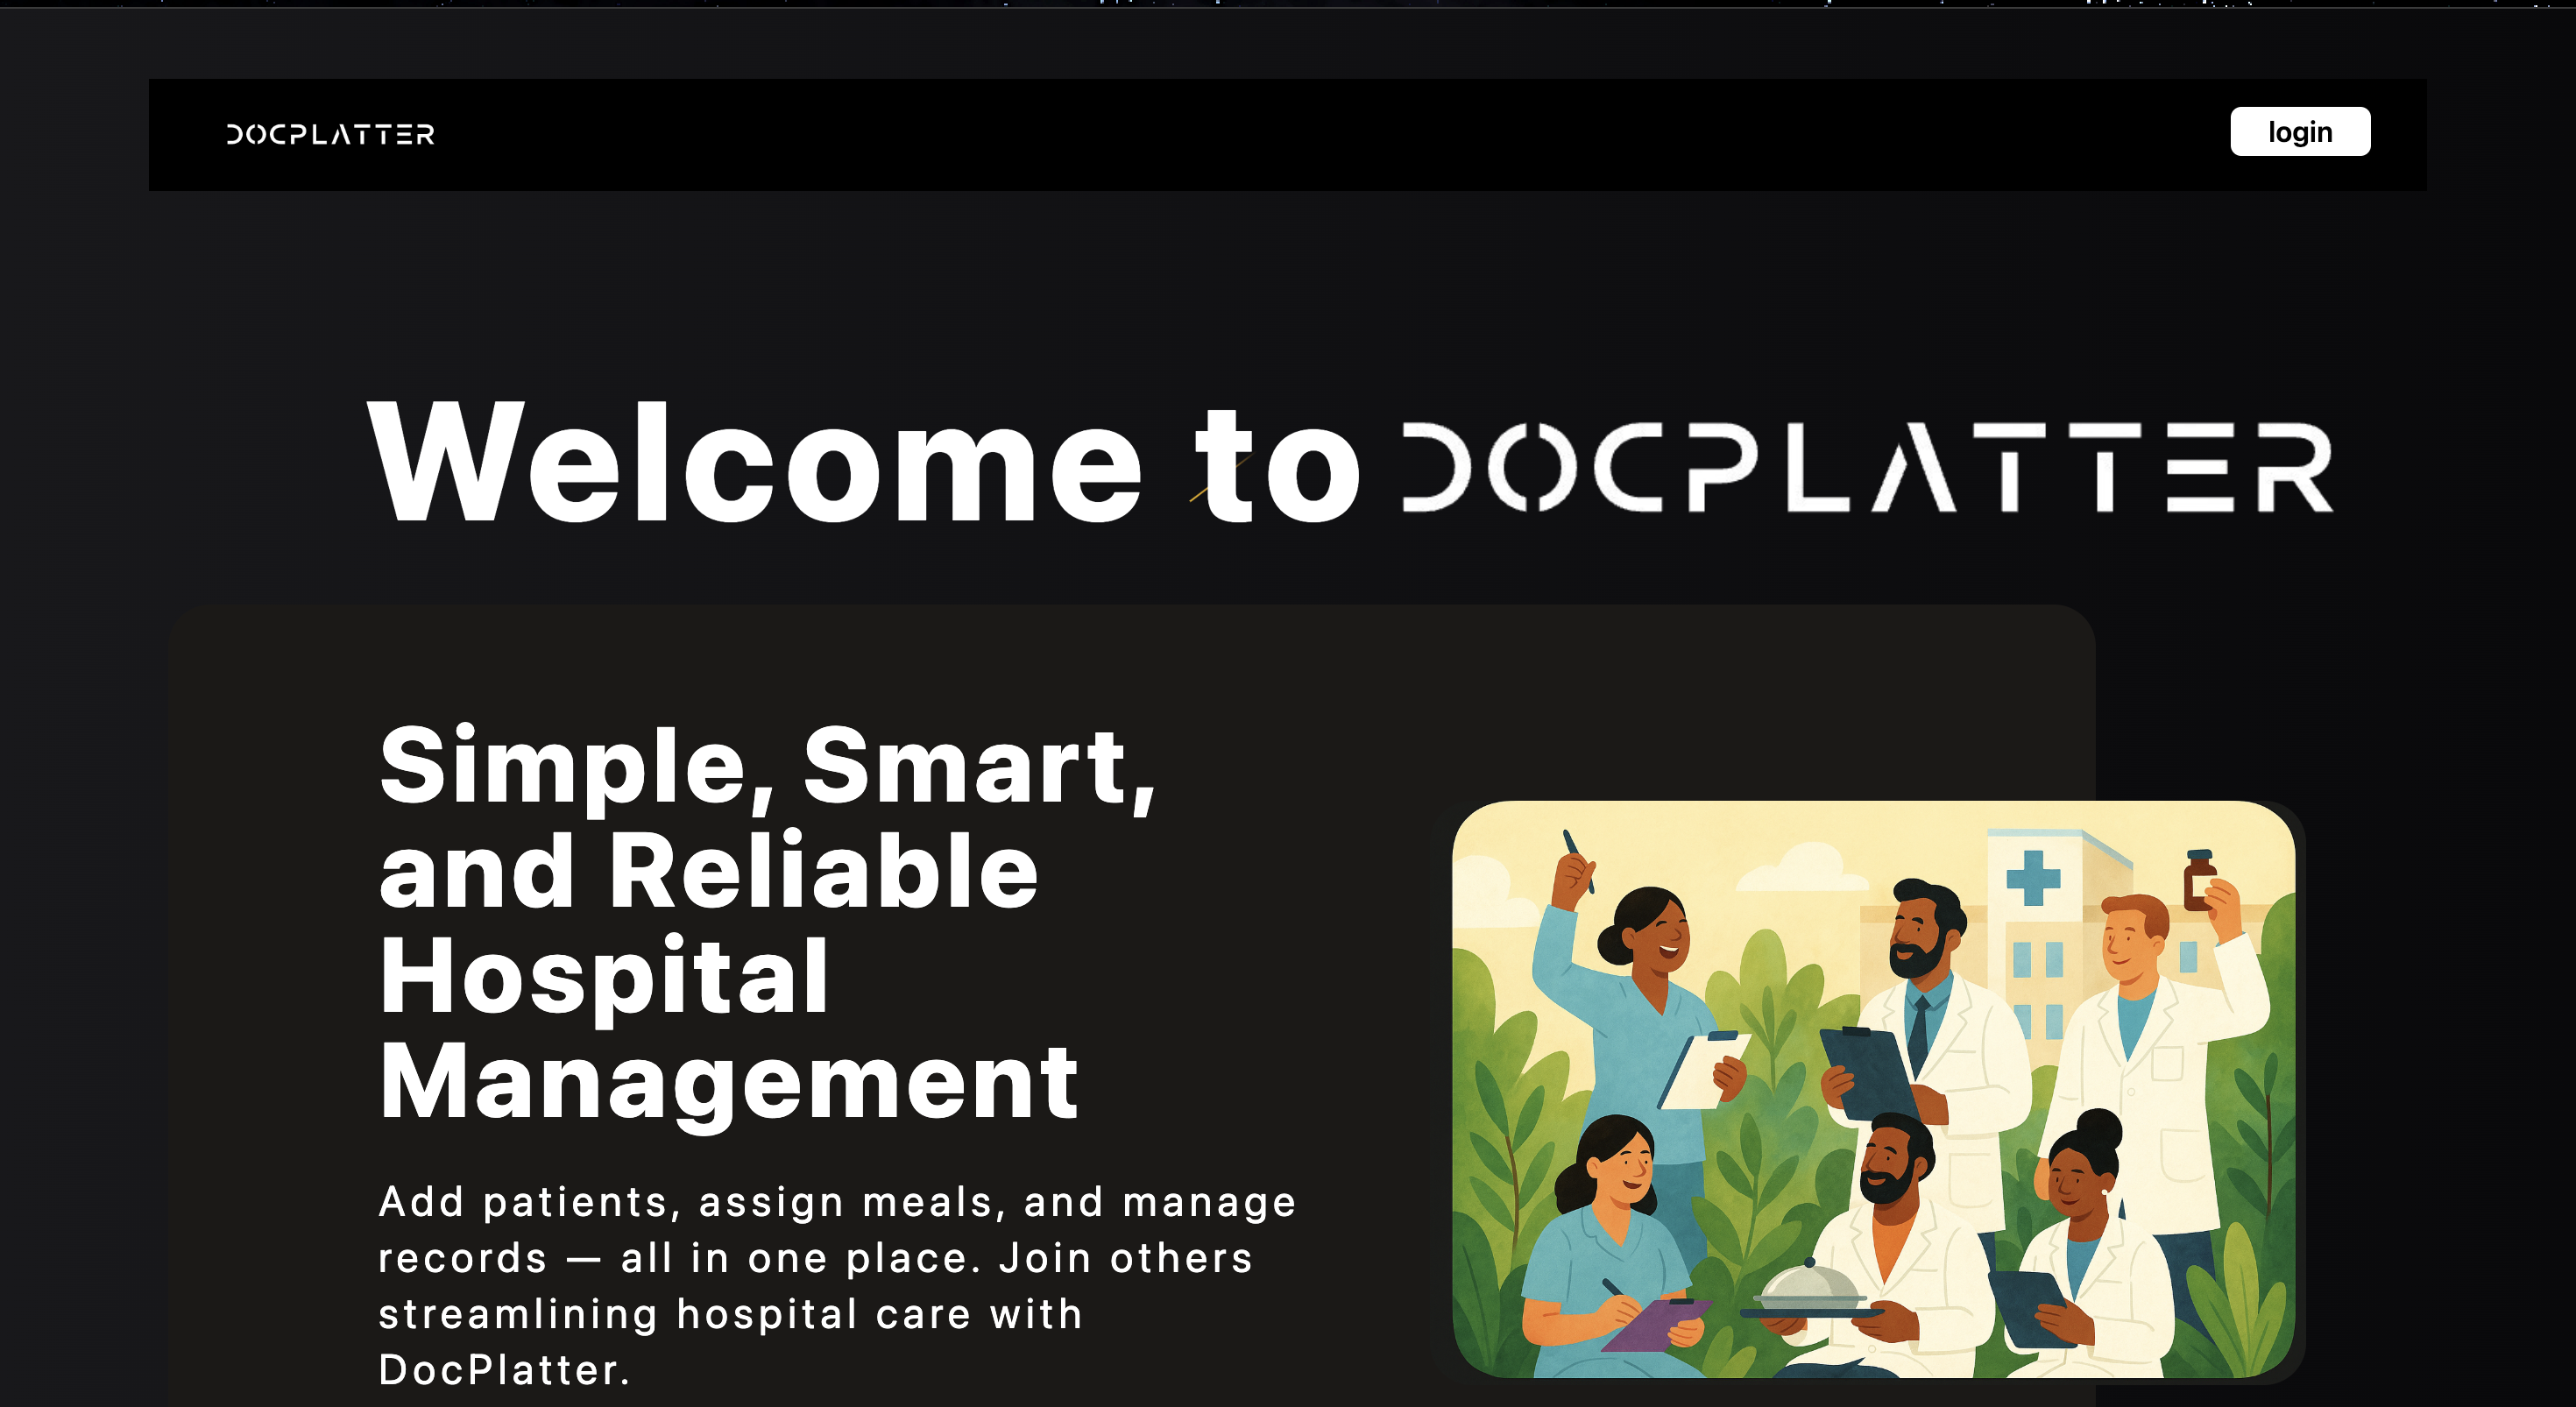 DOCPLATTER
login
Welcome to DOCPLATTER
Simple, Smart,
and Reliable
Hospital
Management
Add patients, assign meals, and manage
records — all in one place. Join others
streamlining hospital care with
DocPlatter.